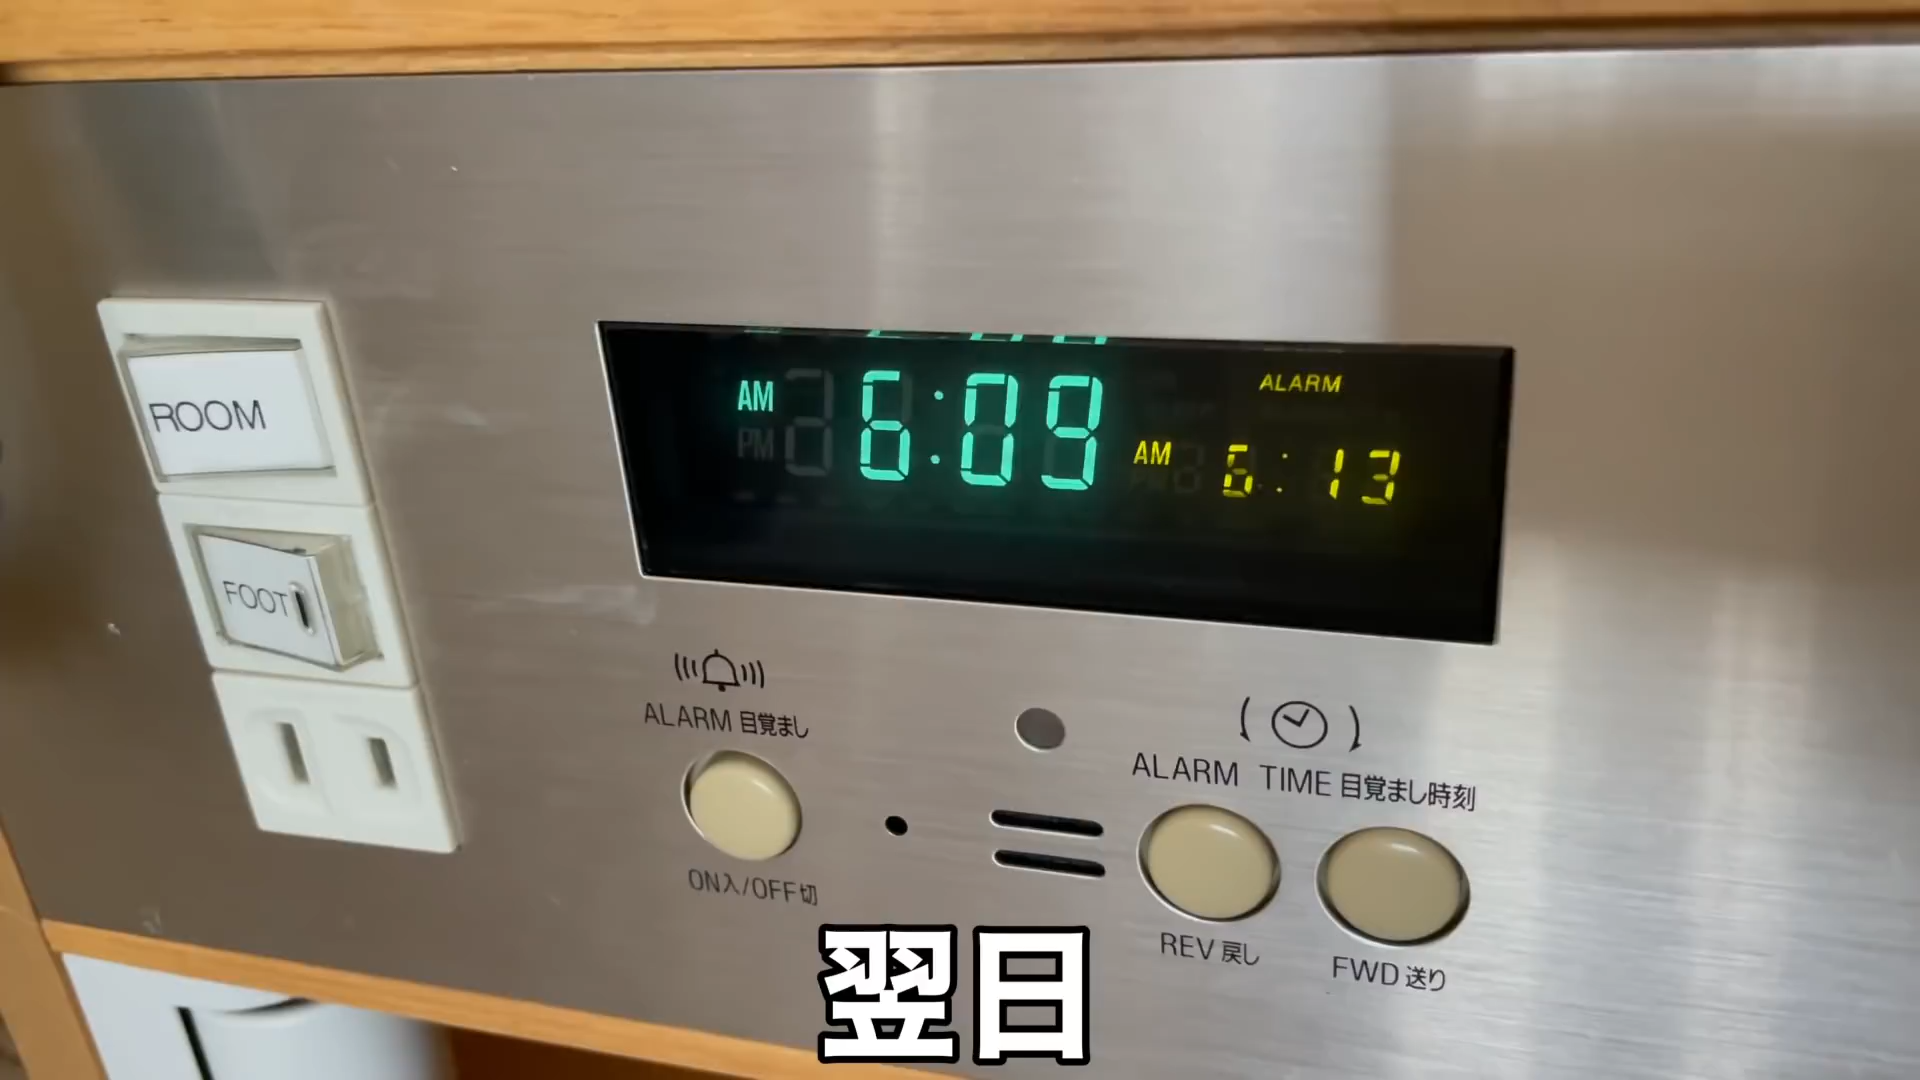 ROOM
FOOT
AM 6:09
PM
ALARM
AM 6:13
ALARM 目覚まし
ON入/OFF切
ALARM TIME 目覚まし時刻
REV 戻し
FWD 送り
翌日